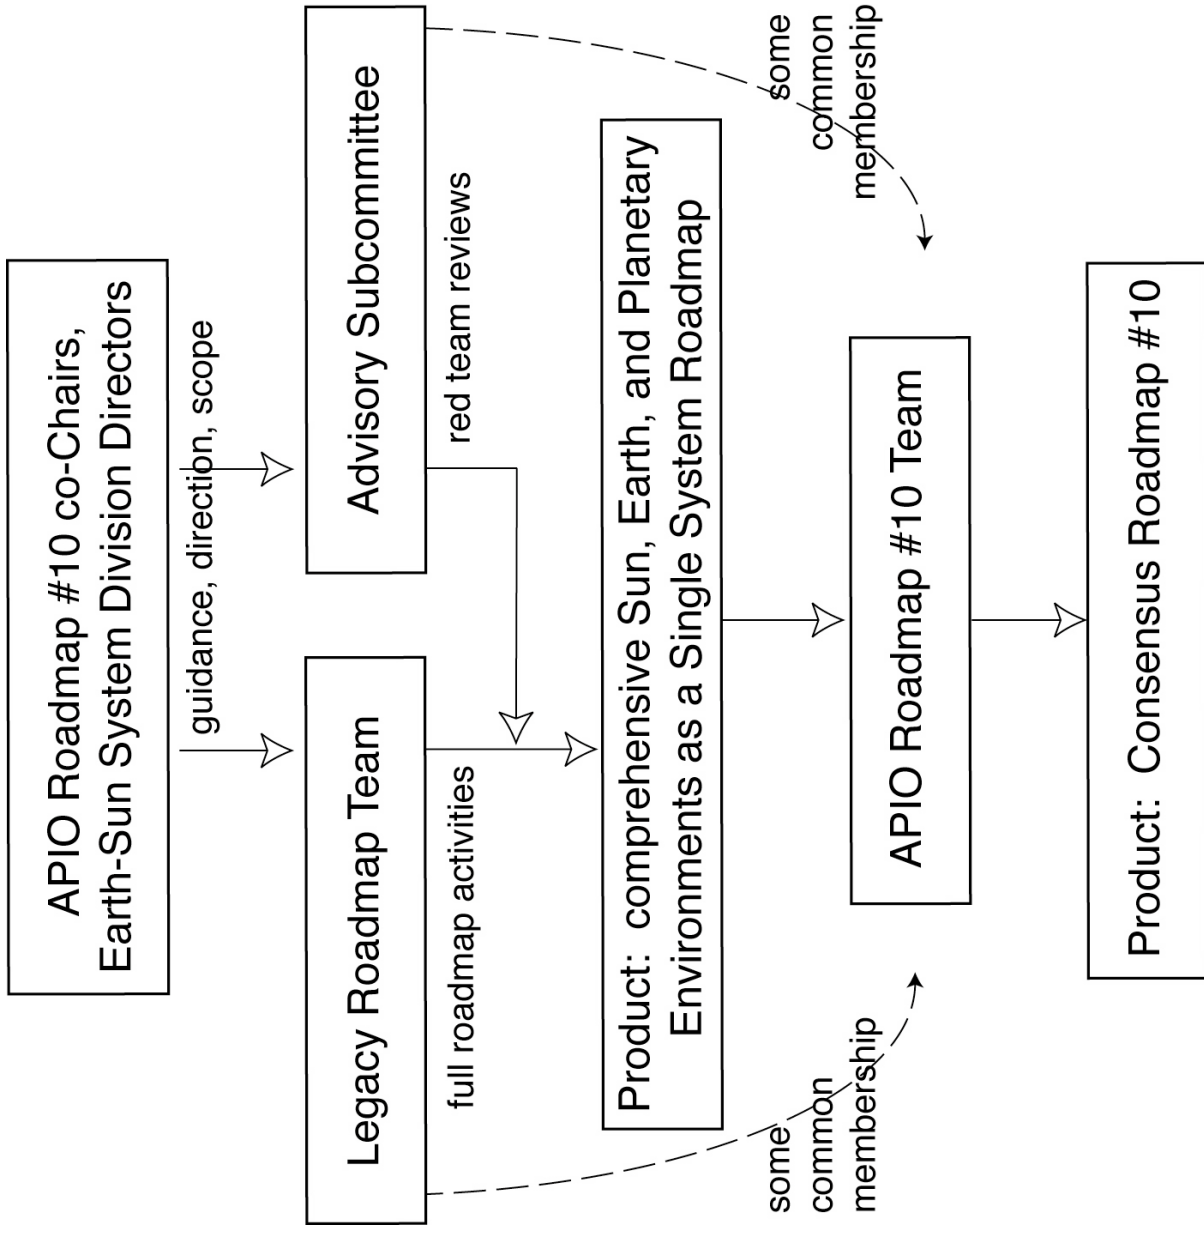 APIO Roadmap #10 co-Chairs,
Earth-Sun System Division Directors
guidance, direction, scope
Legacy Roadmap Team
Advisory Subcommittee
full roadmap activities
red team reviews
Product:  comprehensive Sun, Earth, and Planetary
Environments as a Single System Roadmap
some
common
membership
some
common
membership
APIO Roadmap #10 Team
Product:  Consensus Roadmap #10